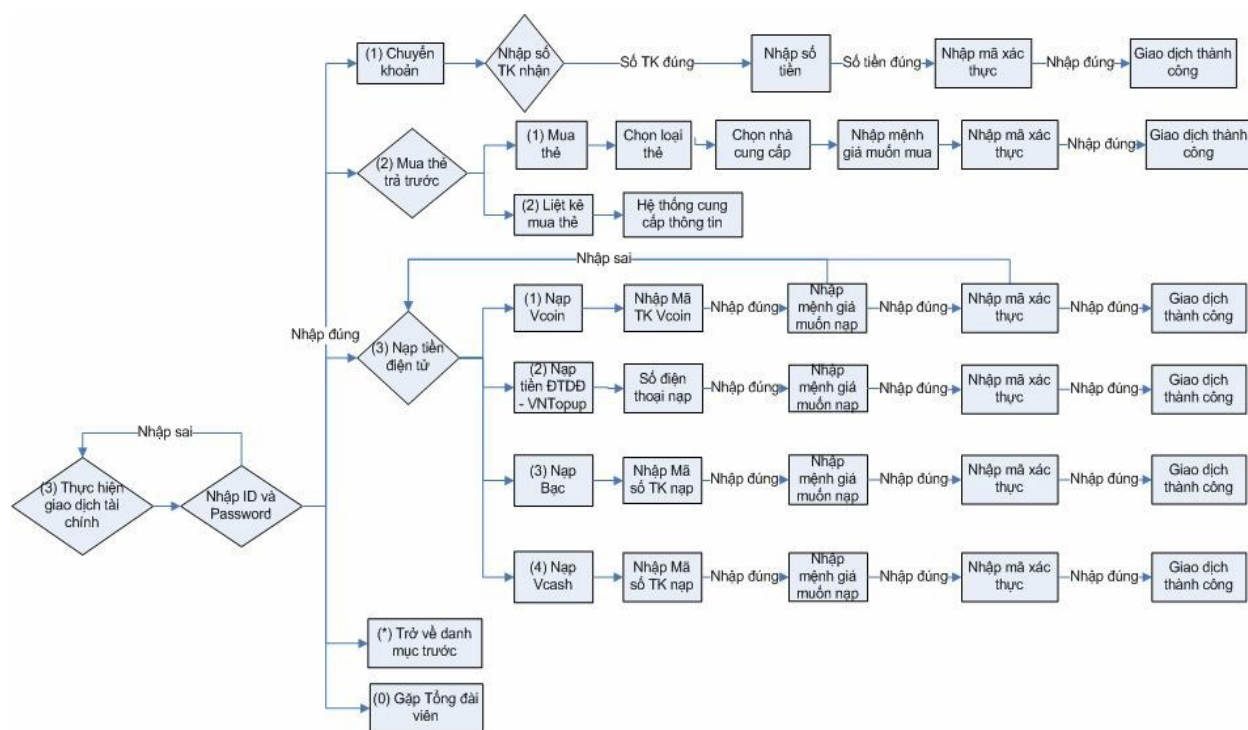 (1) Chuyển
khoản
Nhập số
TK nhận
Số TK đúng
Nhập số
tiền
Số tiền đúng
Nhập mã xác
thực
Nhập đúng
Giao dịch thành
công
(2) Mua thẻ
trả trước
(1) Mua
thẻ
Chọn loại
thẻ
Chọn nhà
cung cấp
Nhập mệnh
giá muốn mua
Nhập mã xác
thực
Nhập đúng
Giao dịch thành
công
(2) Liệt kê
mua thẻ
Hệ thống cung
cấp thông tin
Nhập sai
Nhập đúng
(3) Nạp tiền
điện tử
(1) Nạp
Vcoin
Nhập Mã
TK Vcoin
Nhập đúng
Nhập
mệnh giá
muốn nạp
Nhập đúng
Nhập mã xác
thực
Nhập đúng
Giao dịch
thành công
(2) Nạp
tiền ĐTDĐ
- VNTopup
Số điện
thoại nạp
Nhập đúng
Nhập
mệnh giá
muốn nạp
Nhập đúng
Nhập mã xác
thực
Nhập đúng
Giao dịch
thành công
(3) Nạp
Bạc
Nhập Mã
số TK nạp
Nhập đúng
Nhập
mệnh giá
muốn nạp
Nhập đúng
Nhập mã xác
thực
Nhập đúng
Giao dịch
thành công
(4) Nạp
Vcash
Nhập Mã
số TK nạp
Nhập đúng
Nhập
mệnh giá
muốn nạp
Nhập đúng
Nhập mã xác
thực
Nhập đúng
Giao dịch
thành công
Nhập sai
(3) Thực hiện
giao dịch tài
chính
Nhập ID và
Password
(*) Trở về danh
mục trước
(0) Gặp Tổng đài
viên